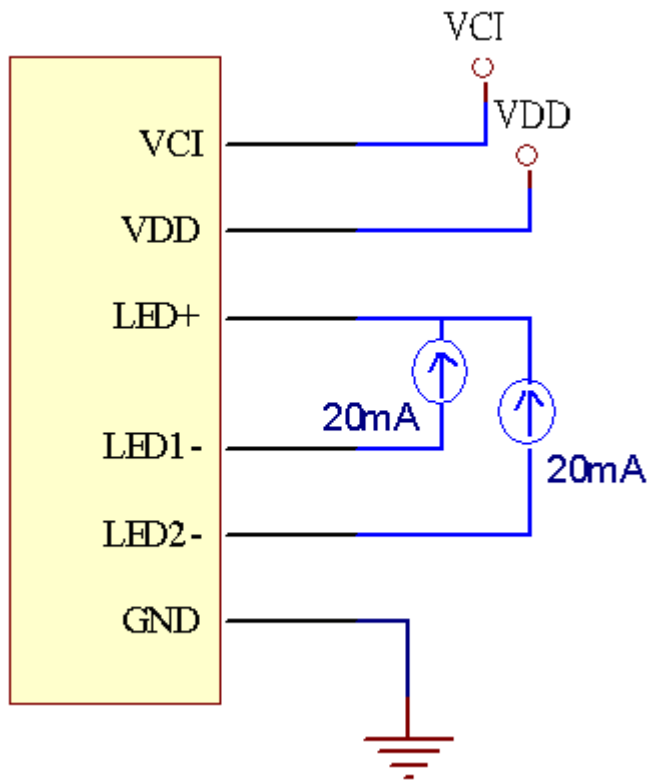 VCI
VDD
VCI
VDD
LED+
20mA
LED1-
20mA
LED2-
GND